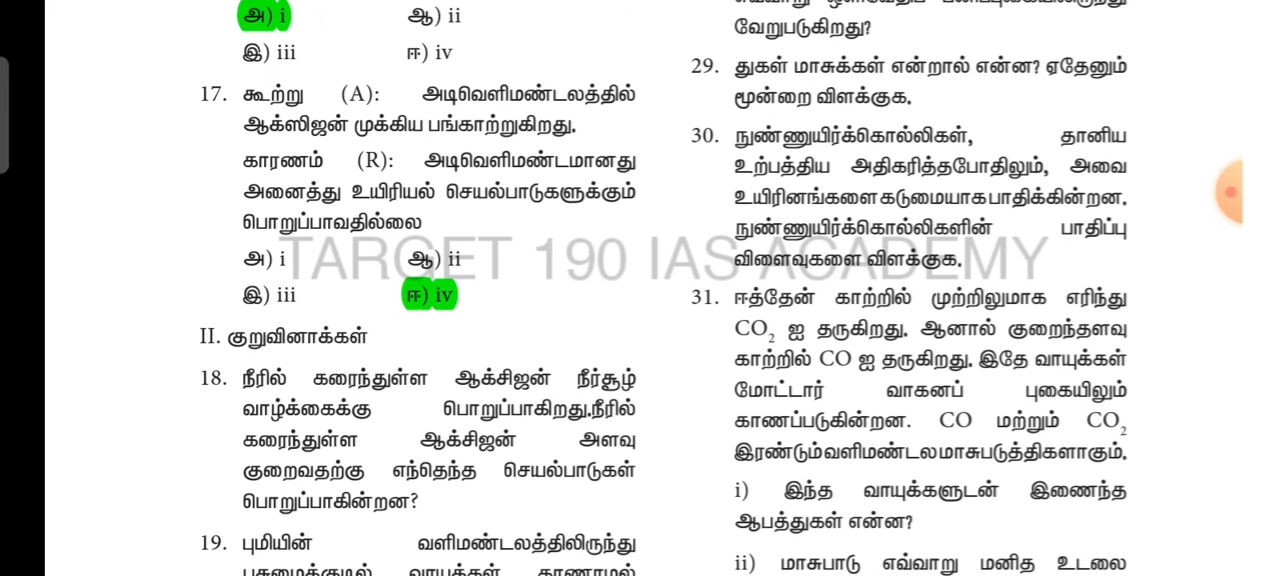 அ) i ஆ) ii
இ) iii ஈ) iv
17. கூற்று (A): அடிவெளிமண்டலத்தில்
ஆக்ஸிஜன் முக்கிய பங்காற்றுகிறது.
காரணம் (R): அடிவெளிமண்டமானது
அனைத்து உயிரியல் செயல்பாடுகளுக்கும்
பொறுப்பாவதில்லை
அ) i ஆ) ii
இ) iii ஈ) iv
II. குறுவினாக்கள்
18. நீரில் கரைந்துள்ள ஆக்சிஜன் நீர்சூழ்
வாழ்க்கைக்கு பொறுப்பாகிறது.நீரில்
கரைந்துள்ள ஆக்சிஜன் அளவு
குறைவதற்கு எந்தெந்த செயல்பாடுகள்
பொறுப்பாகின்றன?
19. புமியின் வளிமண்டலத்திலிருந்து
வேறுபடுகிறது?
29. துகள் மாசுக்கள் என்றால் என்ன? ஏதேனும்
மூன்றை விளக்குக.
30. நுண்ணுயிர்க்கொல்லிகள், தானிய
உற்பத்திய அதிகரித்தபோதிலும், அவை
உயிரினங்களை கடுமையாக பாதிக்கின்றன.
நுண்ணுயிர்க்கொல்லிகளின் பாதிப்பு
விளைவுகளை விளக்குக.
31. ஈத்தேன் காற்றில் முற்றிலுமாக எரிந்து
CO₂ ஐ தருகிறது. ஆனால் குறைந்தளவு
காற்றில் CO ஐ தருகிறது. இதே வாயுக்கள்
மோட்டார் வாகனப் புகையிலும்
காணப்படுகின்றன. CO மற்றும் CO₂
இரண்டும் வளிமண்டல மாசுபடுத்திகளாகும்.
i) இந்த வாயுக்களுடன் இணைந்த
ஆபத்துகள் என்ன?
ii) மாசுபாடு எவ்வாறு மனித உடலை
TARGET 190 IAS ACADEMY